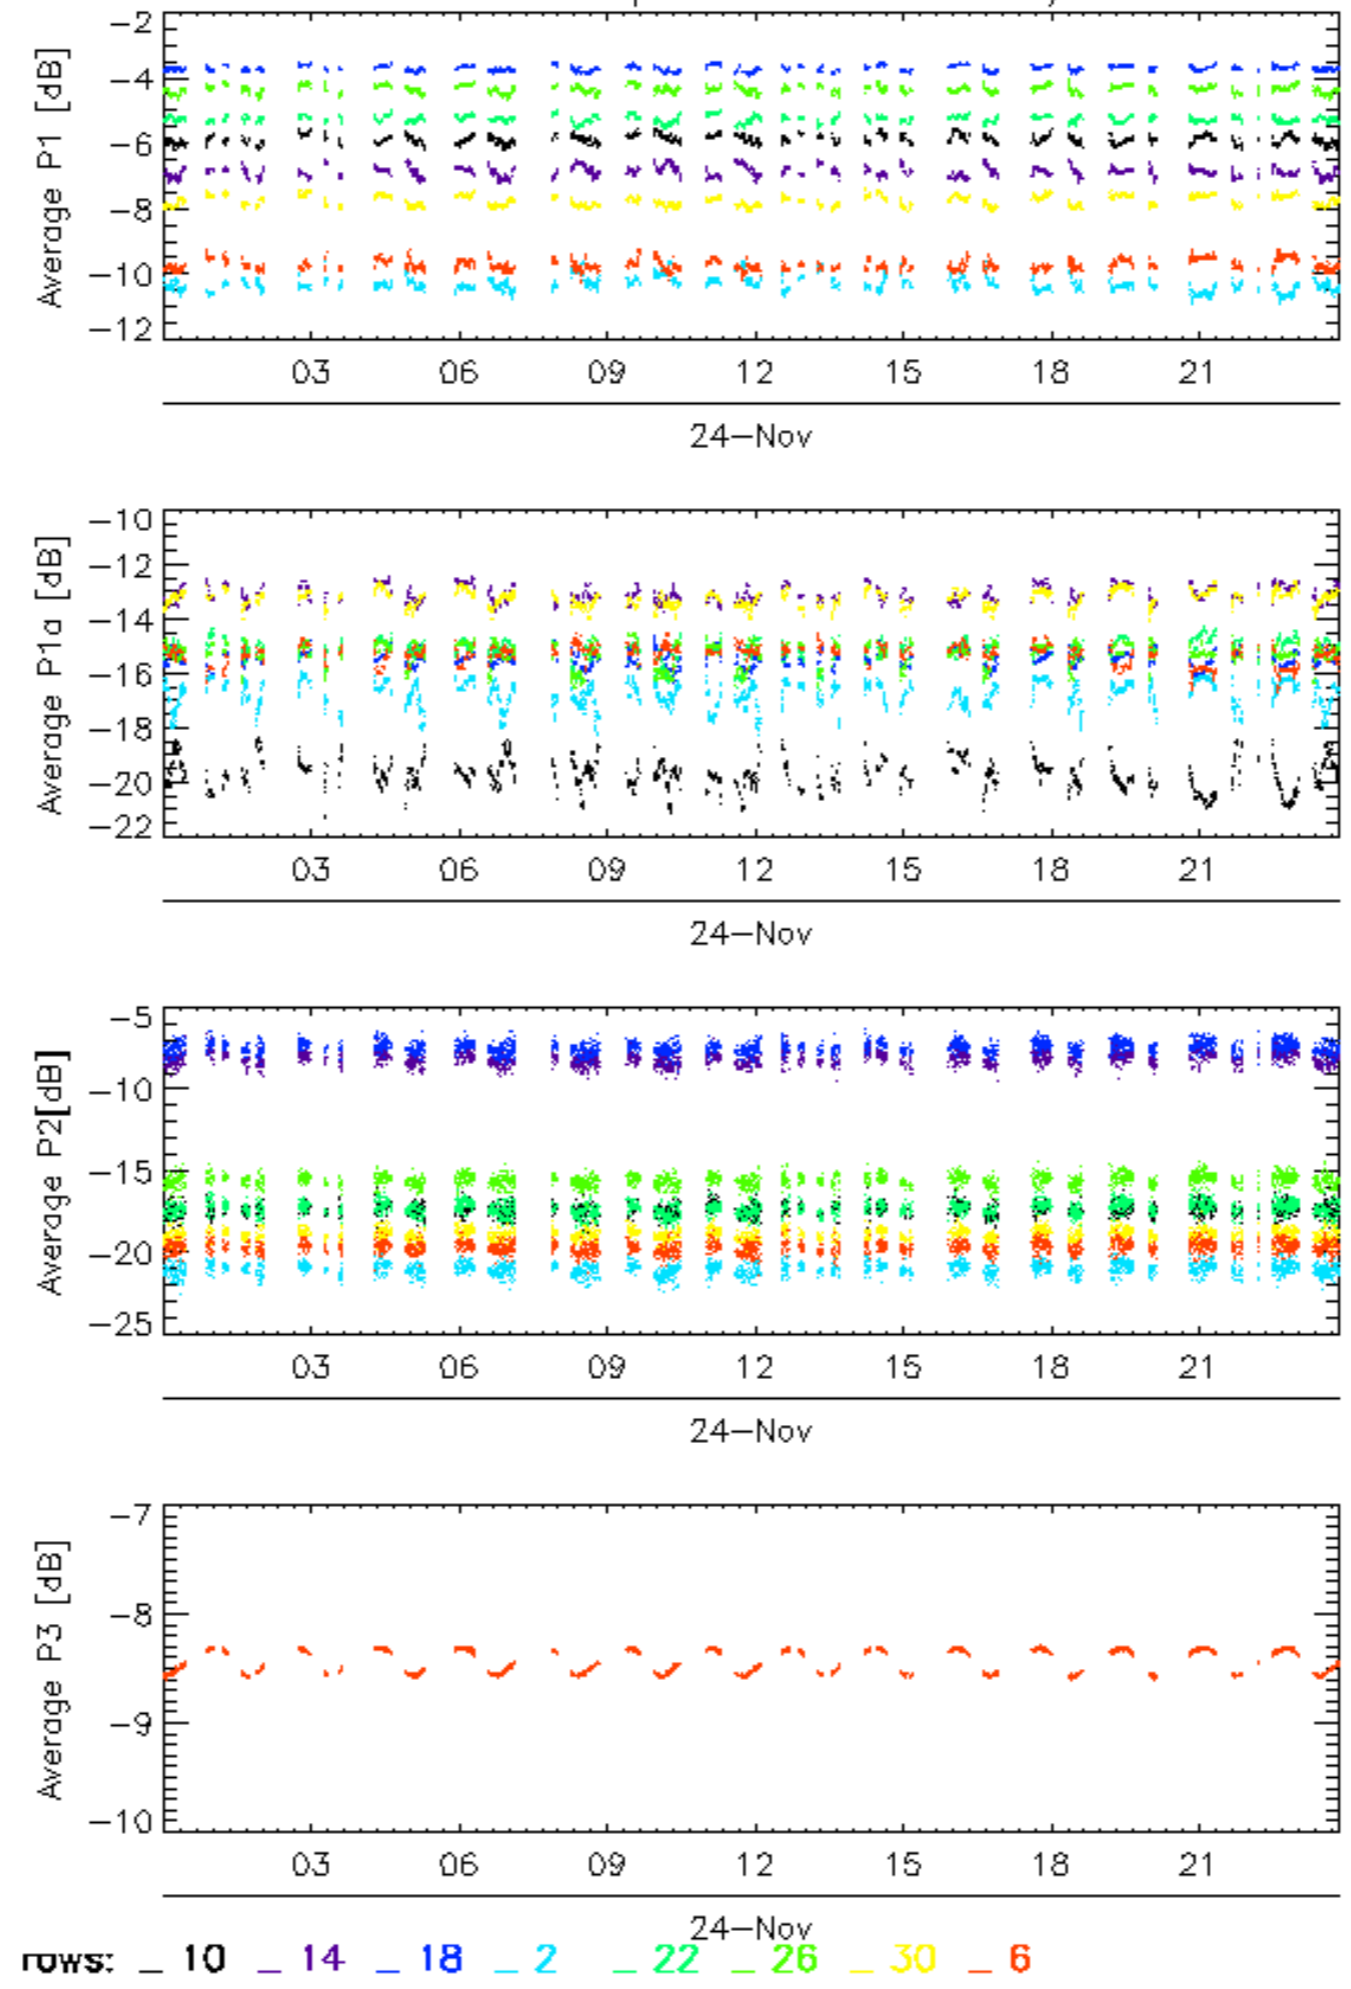 Average P1 [dB]
−2
−4
−6
−8
−10
−12
03 06 09 12 15 18 21
24−Nov
Average P1a [dB]
−10
−12
−14
−16
−18
−20
−22
03 06 09 12 15 18 21
24−Nov
Average P2[dB]
−5
−10
−15
−20
−25
03 06 09 12 15 18 21
24−Nov
Average P3 [dB]
−7
−8
−9
−10
03 06 09 12 15 18 21
24−Nov
rows: _ 10 _ 14 _ 18 _ 2 _ 22 _ 26 _ 30 _ 6